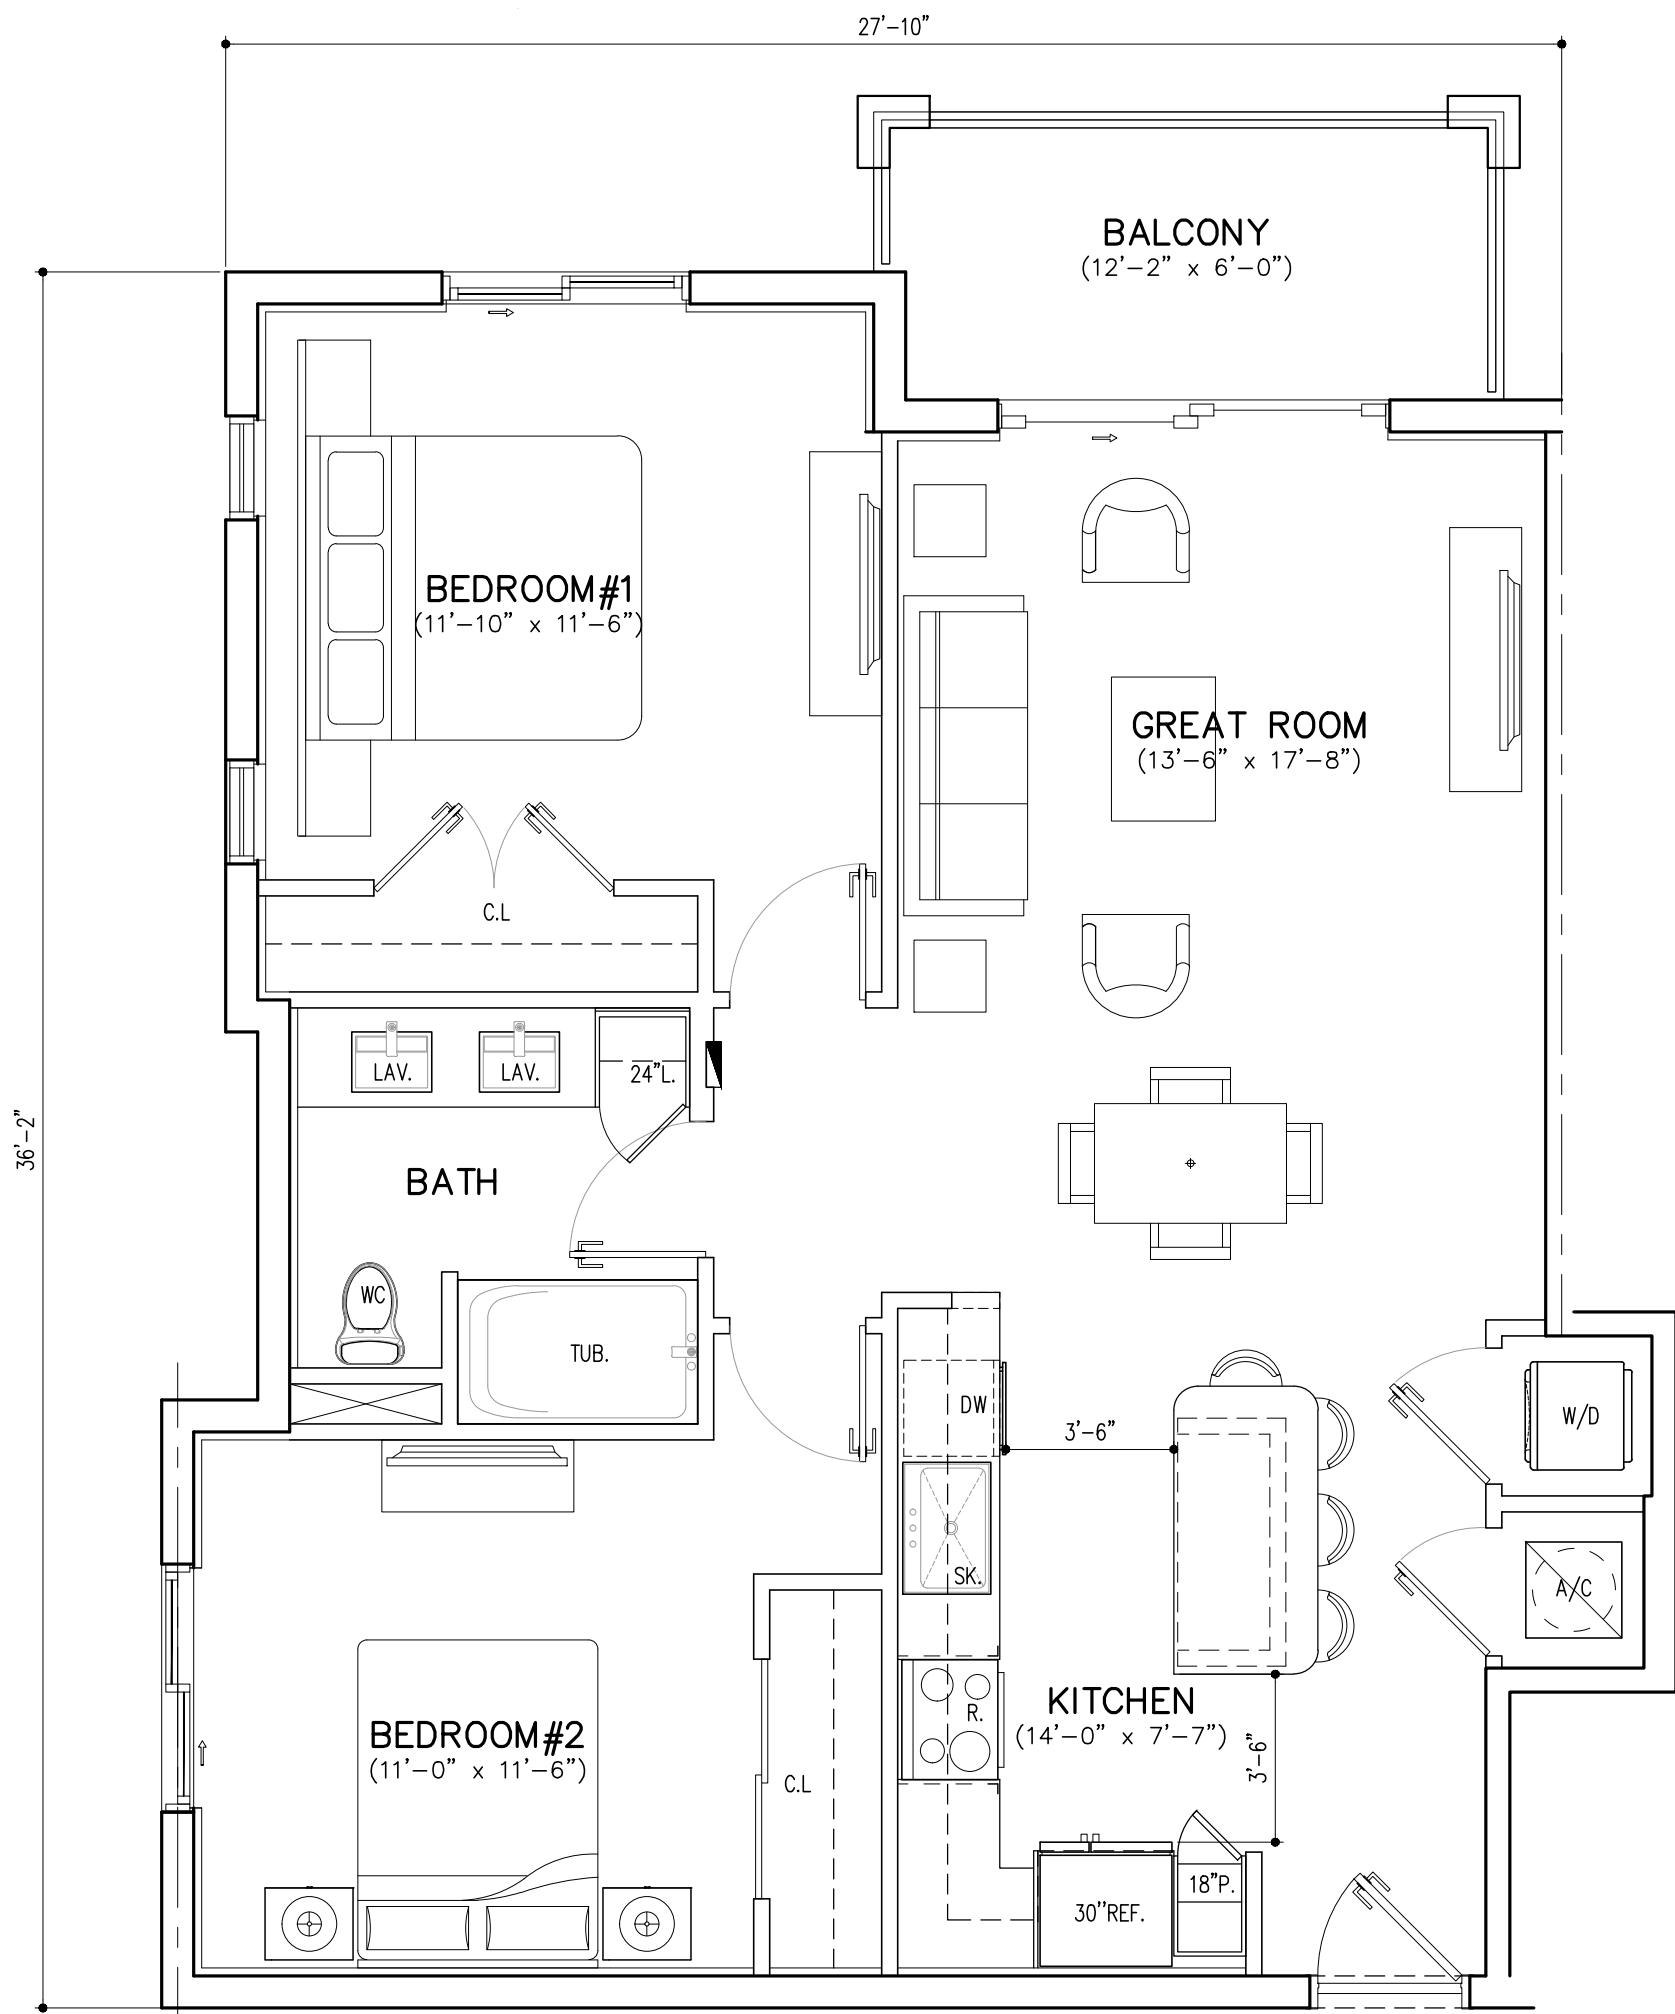 27'-10"
BALCONY
(12'-2" x 6'-0")
BEDROOM#1
(11'-10" x 11'-6")
GREAT ROOM
(13'-6" x 17'-8")
C.L
LAV.
LAV.
24"L.
36'-2"
BATH
WC
TUB.
DW
3'-6"
W/D
SK.
A/C
KITCHEN
(14'-0" x 7'-7")
R.
BEDROOM#2
(11'-0" x 11'-6")
3'-6"
C.L
18"P.
30"REF.